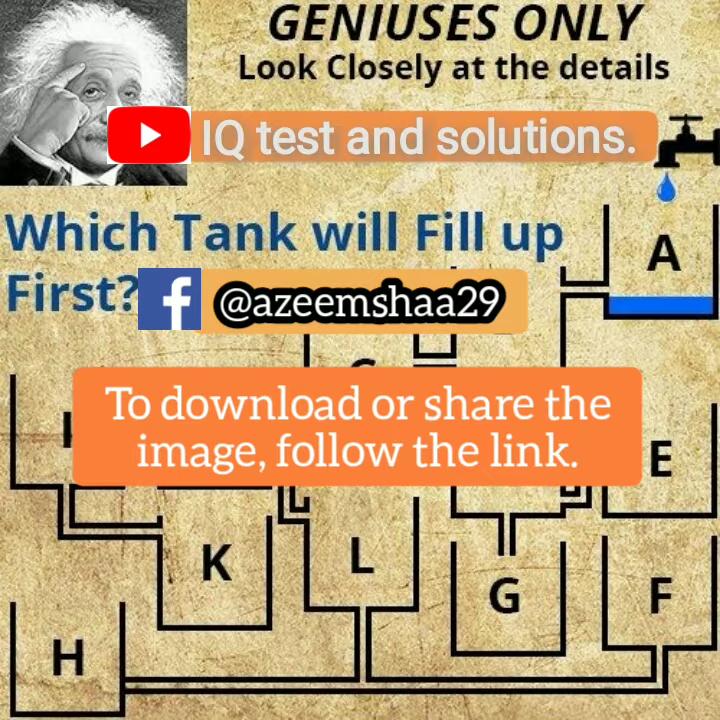 GENIUSES ONLY
Look Closely at the details
IQ test and solutions.
Which Tank will Fill up
First?
@azeemshaa29
A
To download or share the
image, follow the link.
E
K
L
G
F
H